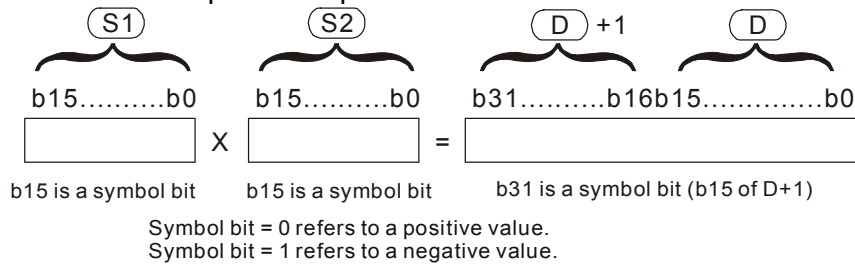 S1 S2 D +1 D
b15..........b0 b15..........b0 b31..........b16b15..............b0
X =
b15 is a symbol bit b15 is a symbol bit b31 is a symbol bit (b15 of D+1)
Symbol bit = 0 refers to a positive value.
Symbol bit = 1 refers to a negative value.